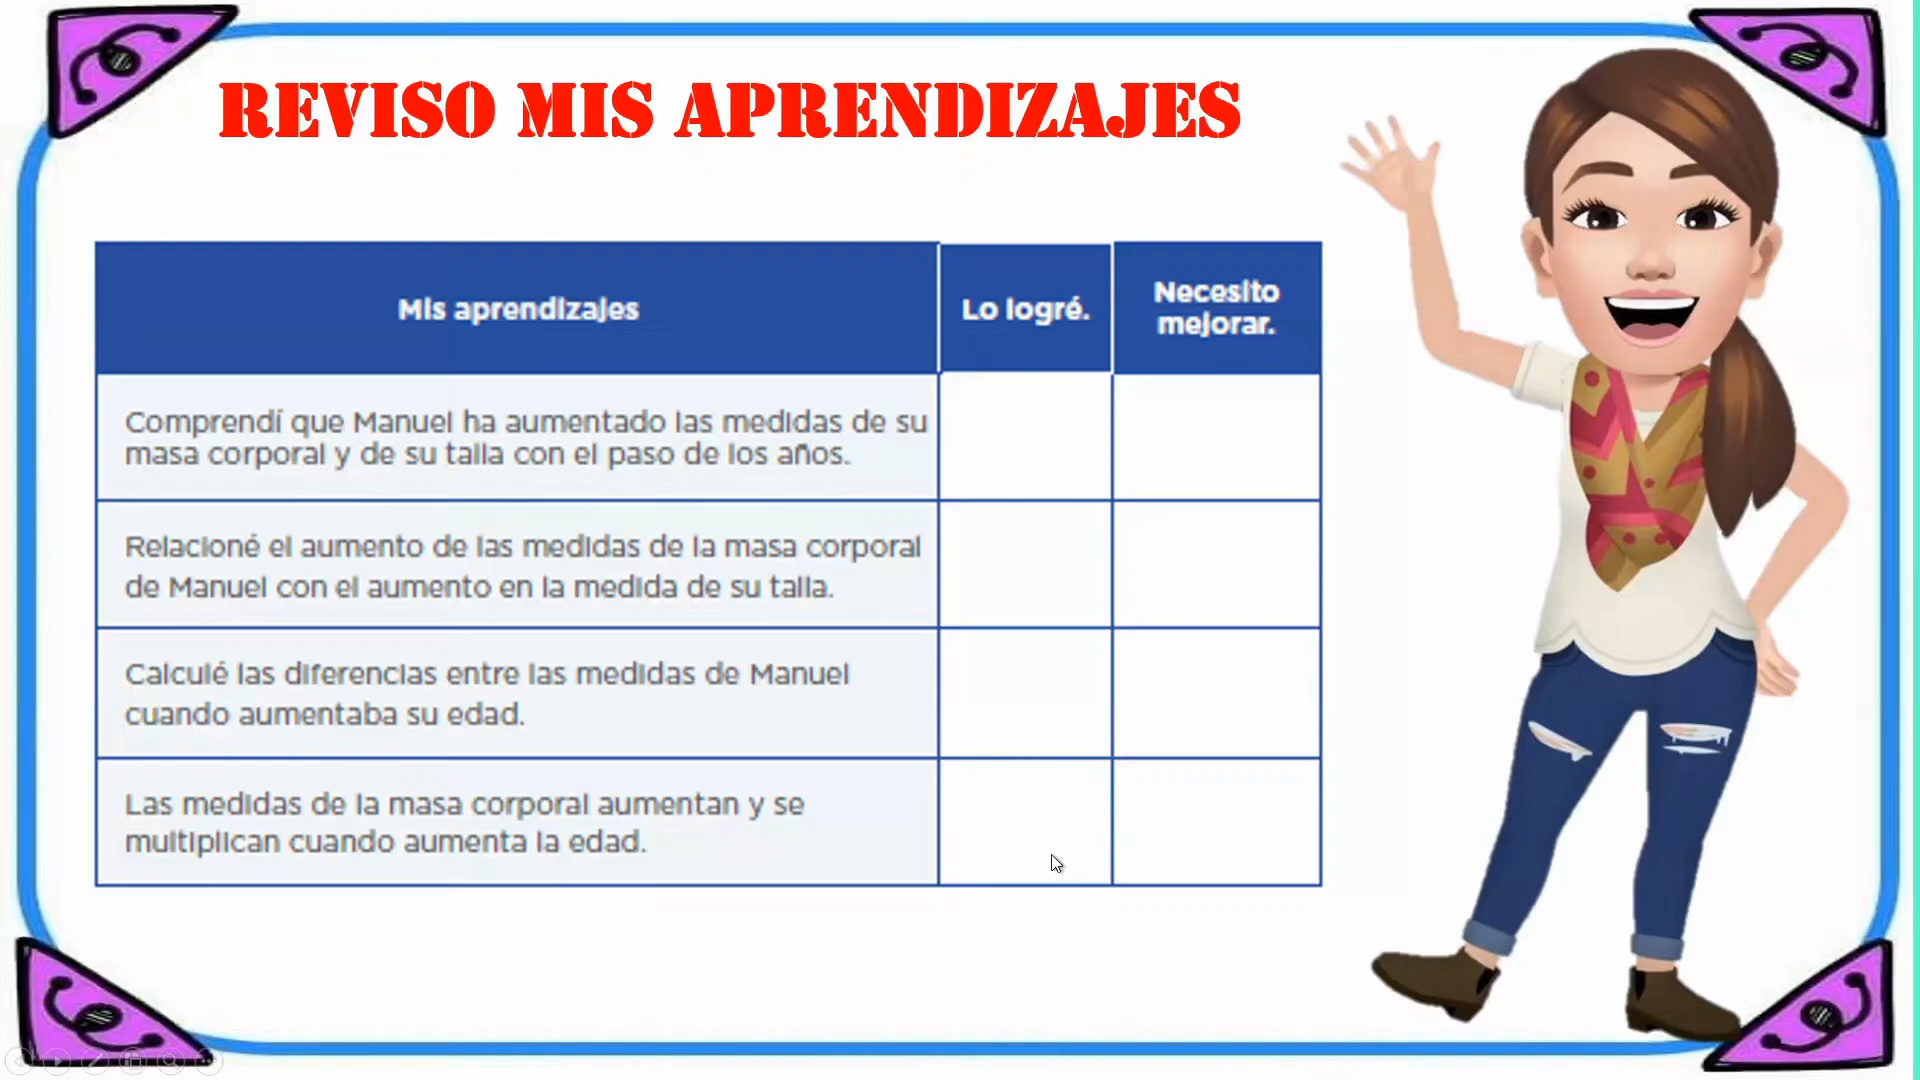 REVISO MIS APRENDIZAJES
Mis aprendizajes
Lo logré.
Necesito
mejorar.
Comprendí que Manuel ha aumentado las medidas de su
masa corporal y de su talla con el paso de los años.
Relacioné el aumento de las medidas de la masa corporal
de Manuel con el aumento en la medida de su talla.
Calculé las diferencias entre las medidas de Manuel
cuando aumentaba su edad.
Las medidas de la masa corporal aumentan y se
multiplican cuando aumenta la edad.